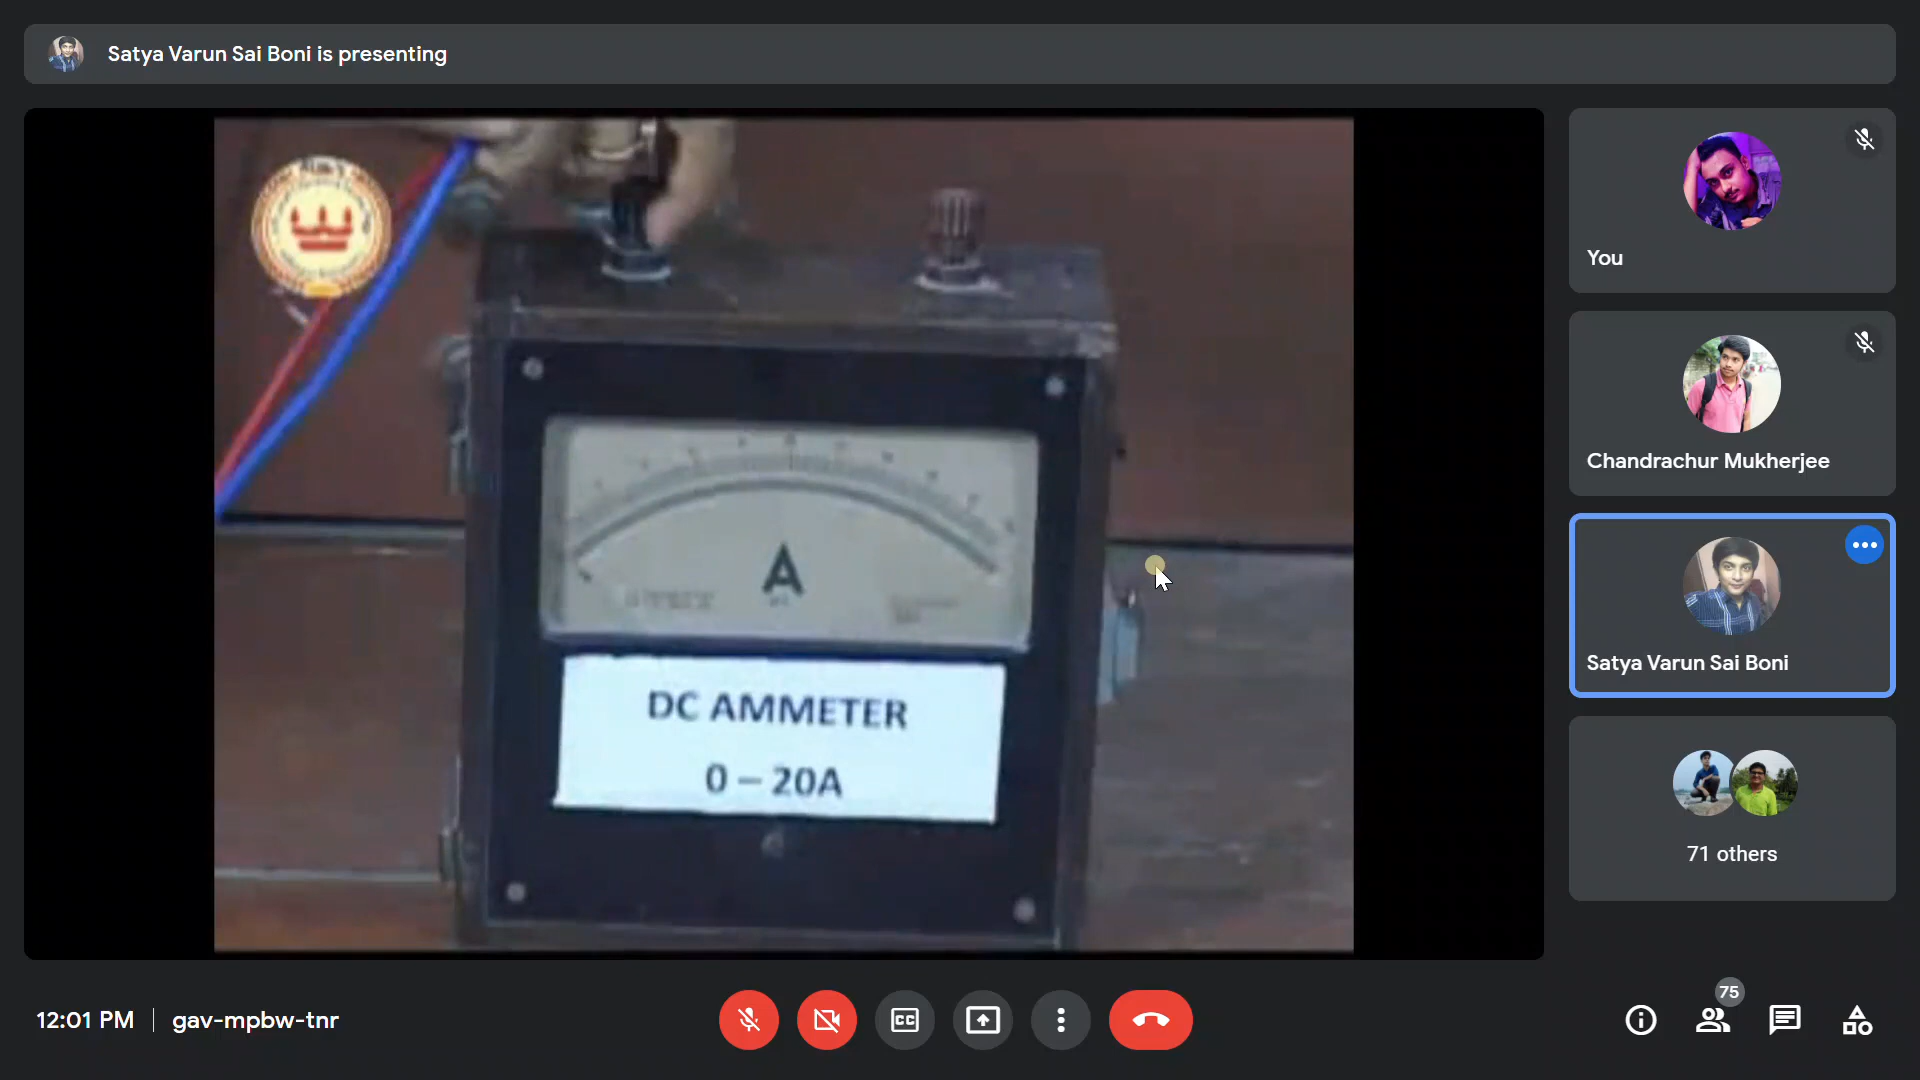 Satya Varun Sai Boni is presenting
You
Chandrachur Mukherjee
A
DC AMMETER
0 – 20A
Satya Varun Sai Boni
71 others
12:01 PM
gav-mpbw-tnr
CC
75